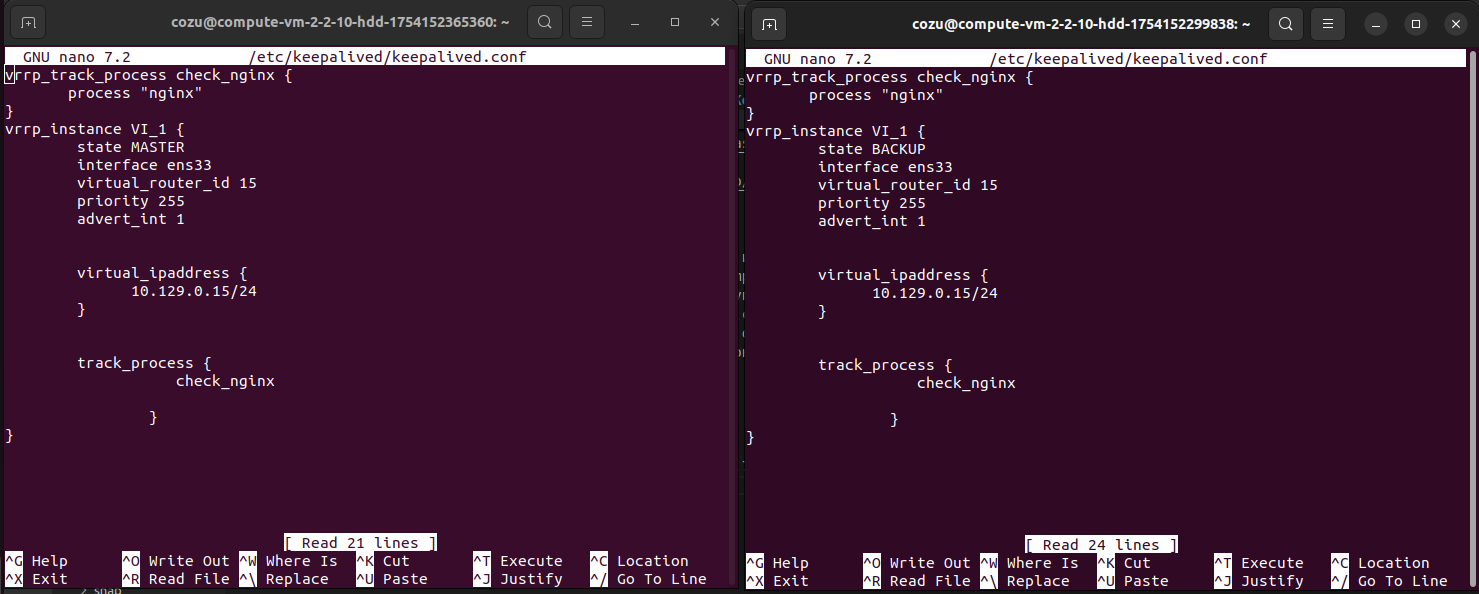 cozu@compute-vm-2-2-10-hdd-1754152365360: ~
GNU nano 7.2 /etc/keepalived/keepalived.conf
vrrp_track_process check_nginx {
process "nginx"
}
vrrp_instance VI_1 {
state MASTER
interface ens33
virtual_router_id 15
priority 255
advert_int 1
virtual_ipaddress {
10.129.0.15/24
}
track_process {
check_nginx
}
}
[ Read 21 lines ]
^G Help ^O Write Out ^W Where Is ^K Cut ^T Execute ^C Location
^X Exit ^R Read File ^\ Replace ^U Paste ^J Justify ^/ Go To Line
2 snap
cozu@compute-vm-2-2-10-hdd-1754152299838: ~
GNU nano 7.2 /etc/keepalived/keepalived.conf
vrrp_track_process check_nginx {
process "nginx"
}
vrrp_instance VI_1 {
state BACKUP
interface ens33
virtual_router_id 15
priority 255
advert_int 1
virtual_ipaddress {
10.129.0.15/24
}
track_process {
check_nginx
}
}
[ Read 24 lines ]
^G Help ^O Write Out ^W Where Is ^K Cut ^T Execute ^C Location
^X Exit ^R Read File ^\ Replace ^U Paste ^J Justify ^/ Go To Line